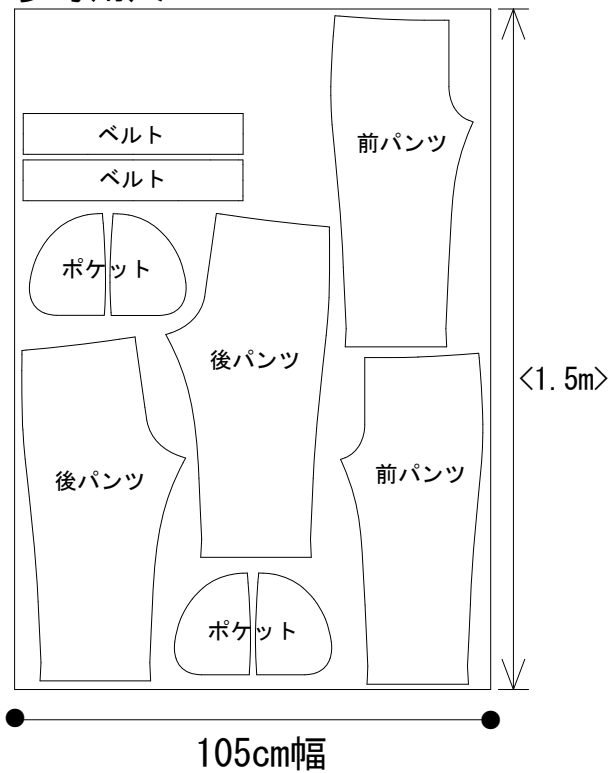 ベルト
前パンツ
ベルト
ポケット
後パンツ
<1.5m>
後パンツ
前パンツ
ポケット
105cm幅